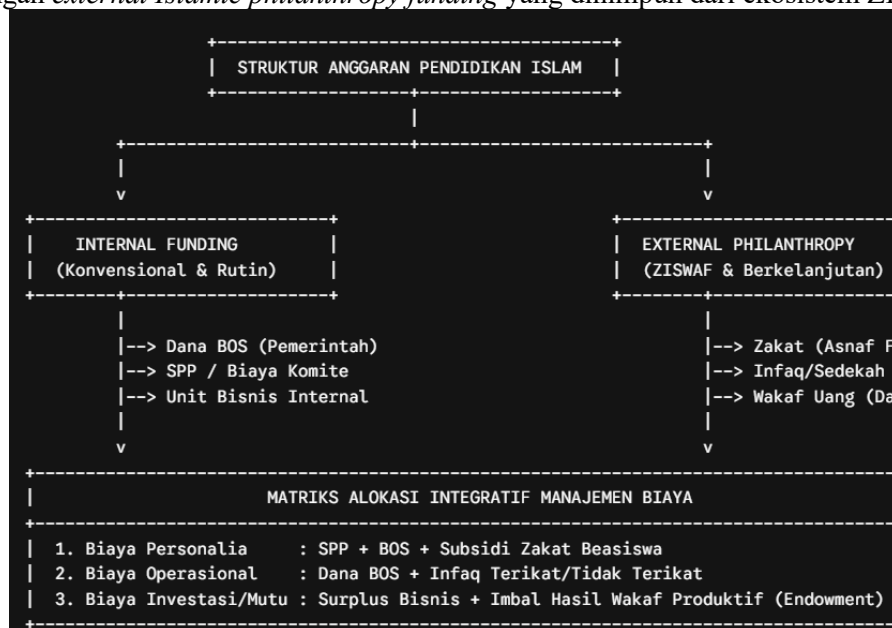 external Islamic philanthropy funding yang dihimpun dari ekosistem
STRUKTUR ANGGARAN PENDIDIKAN ISLAM
INTERNAL FUNDING
(Konvensional & Rutin)
EXTERNAL PHILANTHROPY
(ZISWAF & Berkelanjutan)
|--> Dana BOS (Pemerintah)
|--> SPP / Biaya Komite
|--> Unit Bisnis Internal
|--> Zakat (Asnaf
|--> Infaq/Sedekah
|--> Wakaf Uang
MATRIKS ALOKASI INTEGRATIF MANAJEMEN BIAYA
1. Biaya Personalia : SPP + BOS + Subsidi Zakat Beasiswa
2. Biaya Operasional : Dana BOS + Infaq Terikat/Tidak Terikat
3. Biaya Investasi/Mutu : Surplus Bisnis + Imbal Hasil Wakaf Produktif (Endowment)